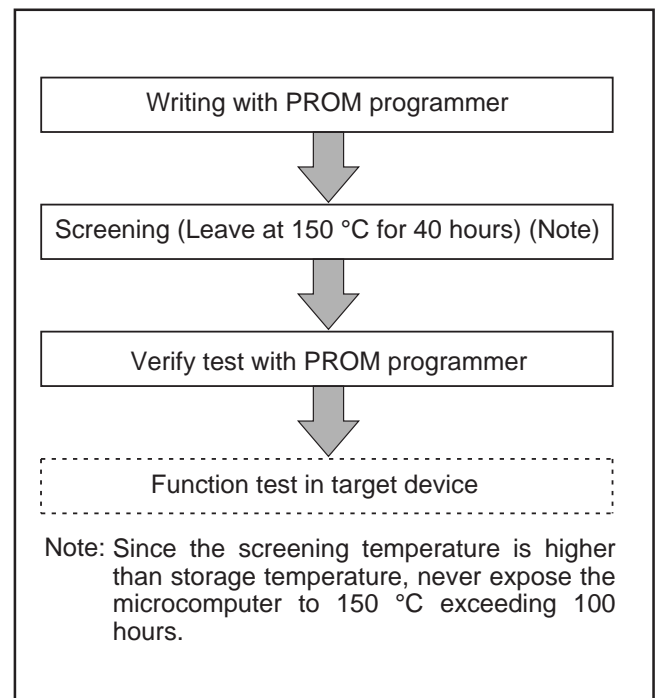 Writing with PROM programmer
Screening (Leave at 150 °C for 40 hours) (Note)
Verify test with PROM programmer
Function test in target device
Note: Since the screening temperature is higher
than storage temperature, never expose the
microcomputer to 150 °C exceeding 100
hours.